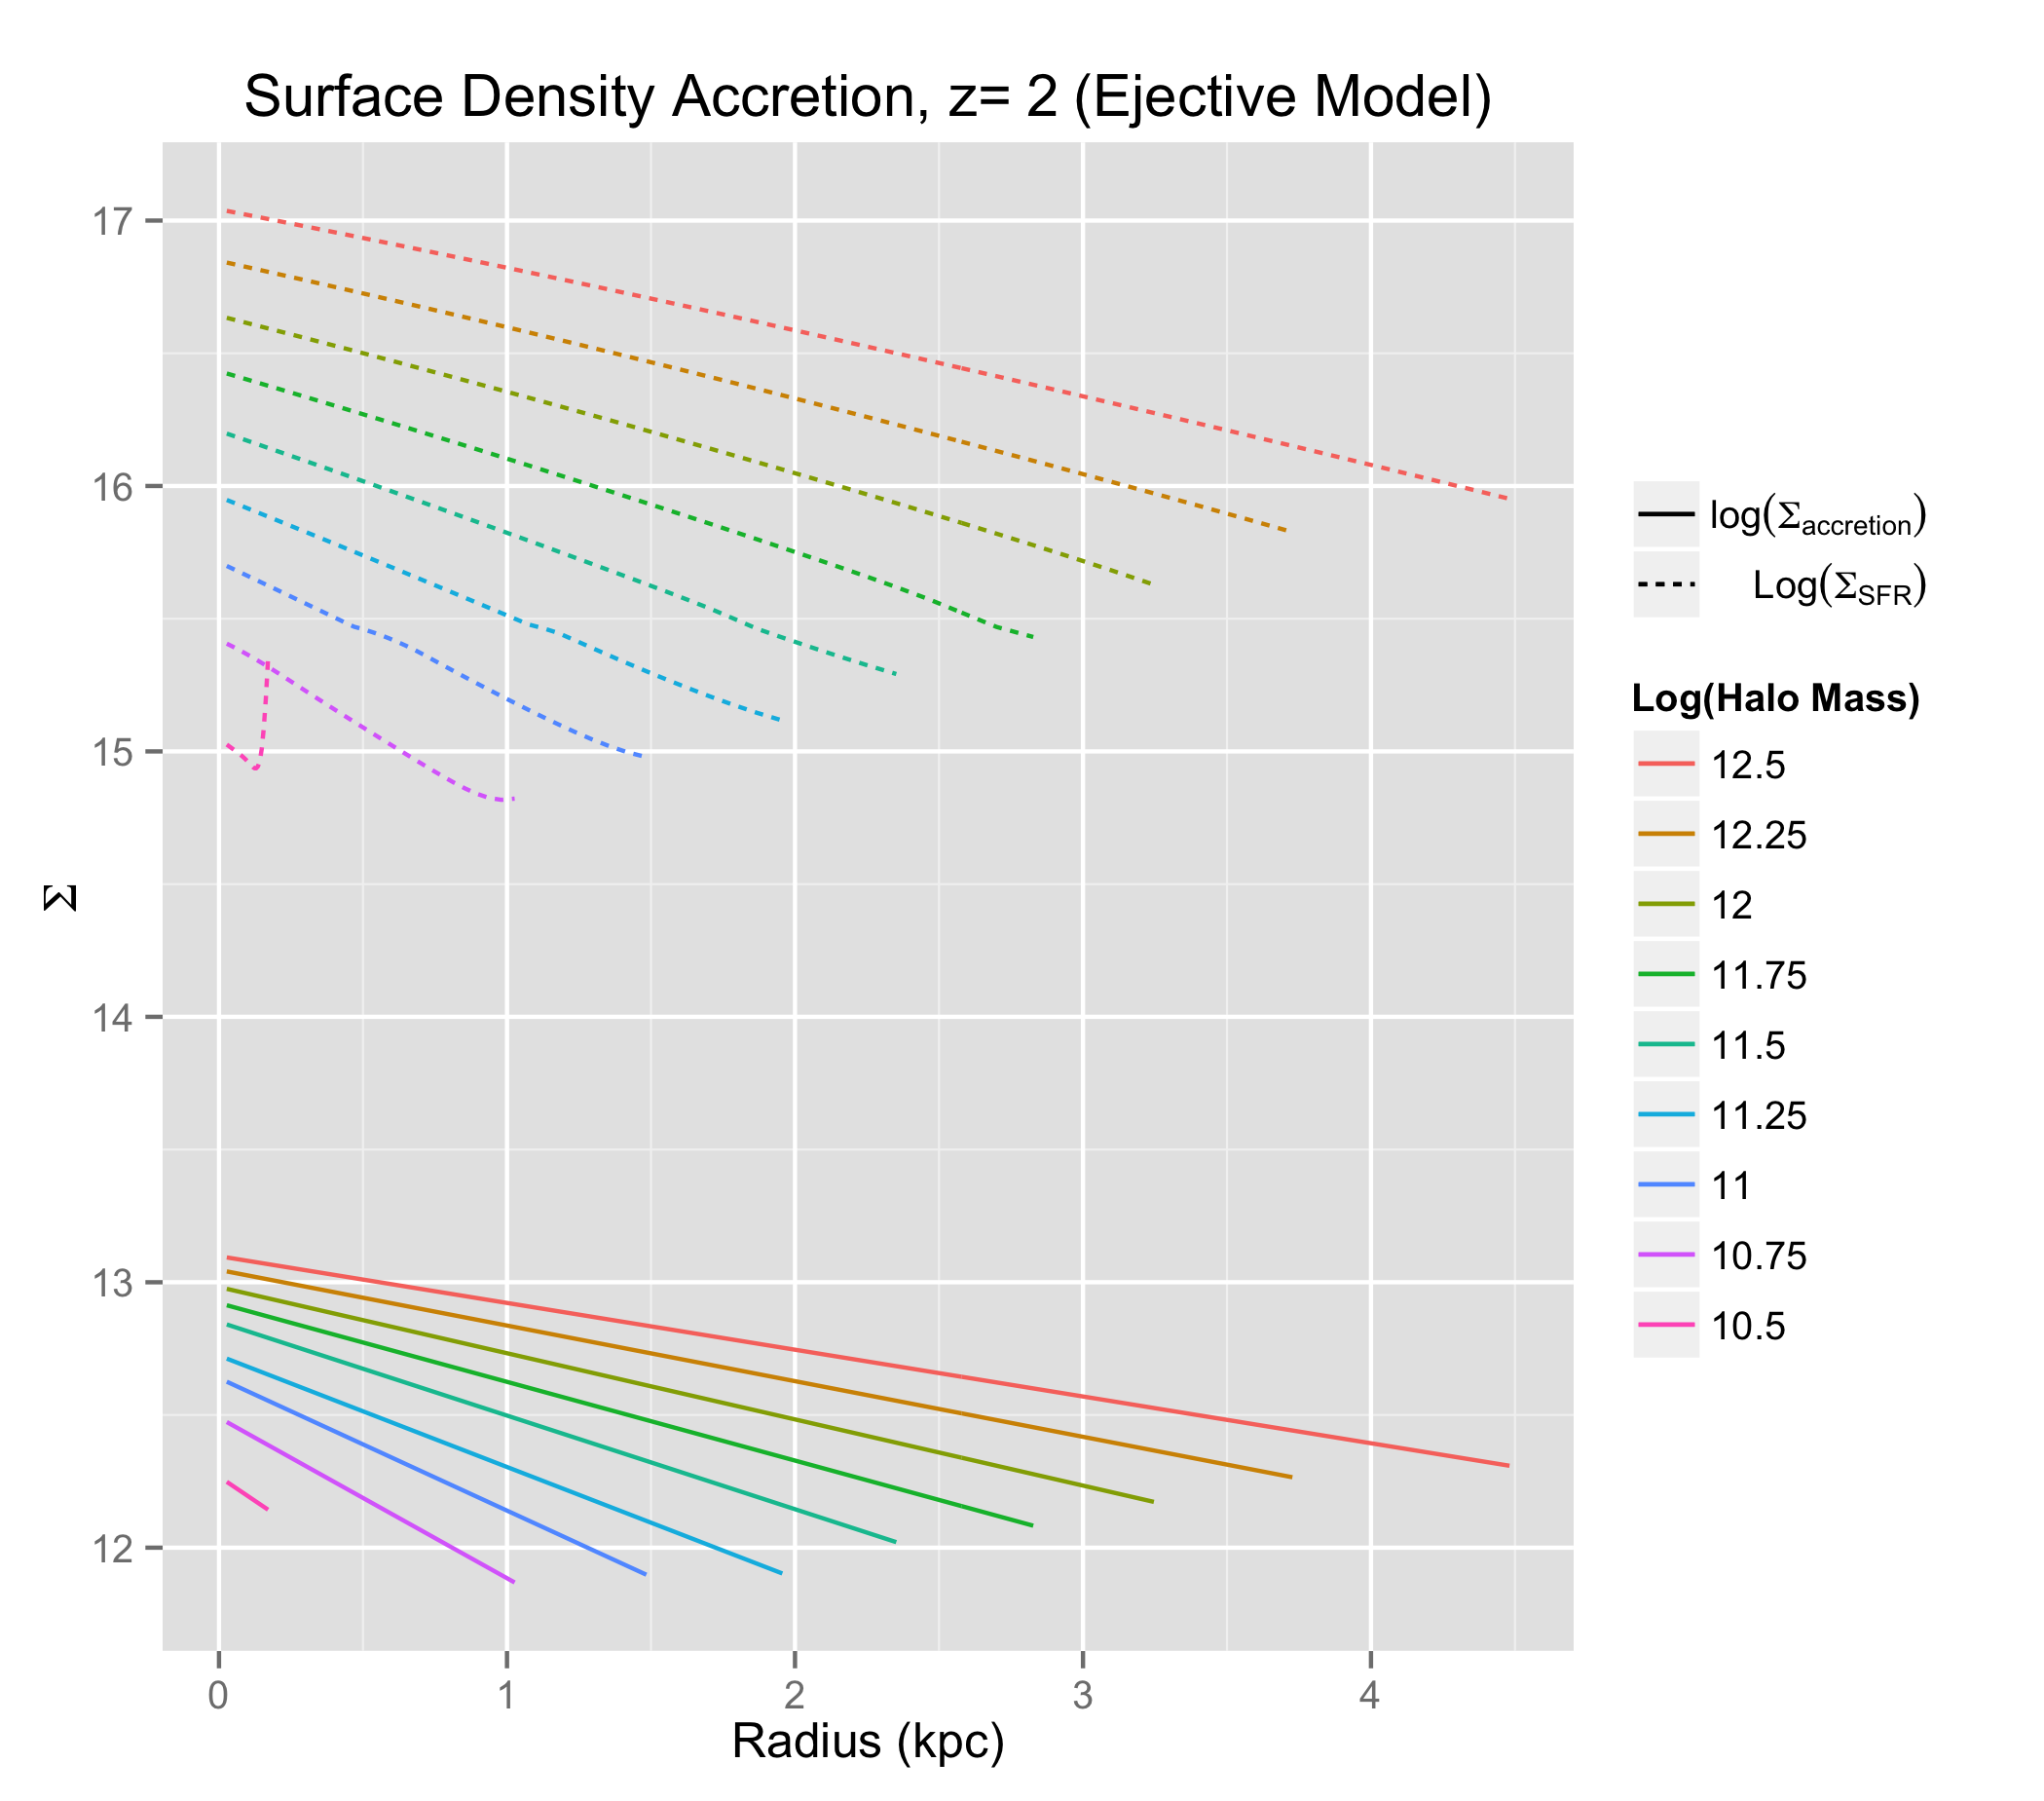 Surface Density Accretion, z= 2 (Ejective Model)
17
16
15
14
13
12
Σ
0 1 2 3 4
Radius (kpc)
log(Σaccretion)
Log(ΣSFR)
Log(Halo Mass)
12.5
12.25
12
11.75
11.5
11.25
11
10.75
10.5